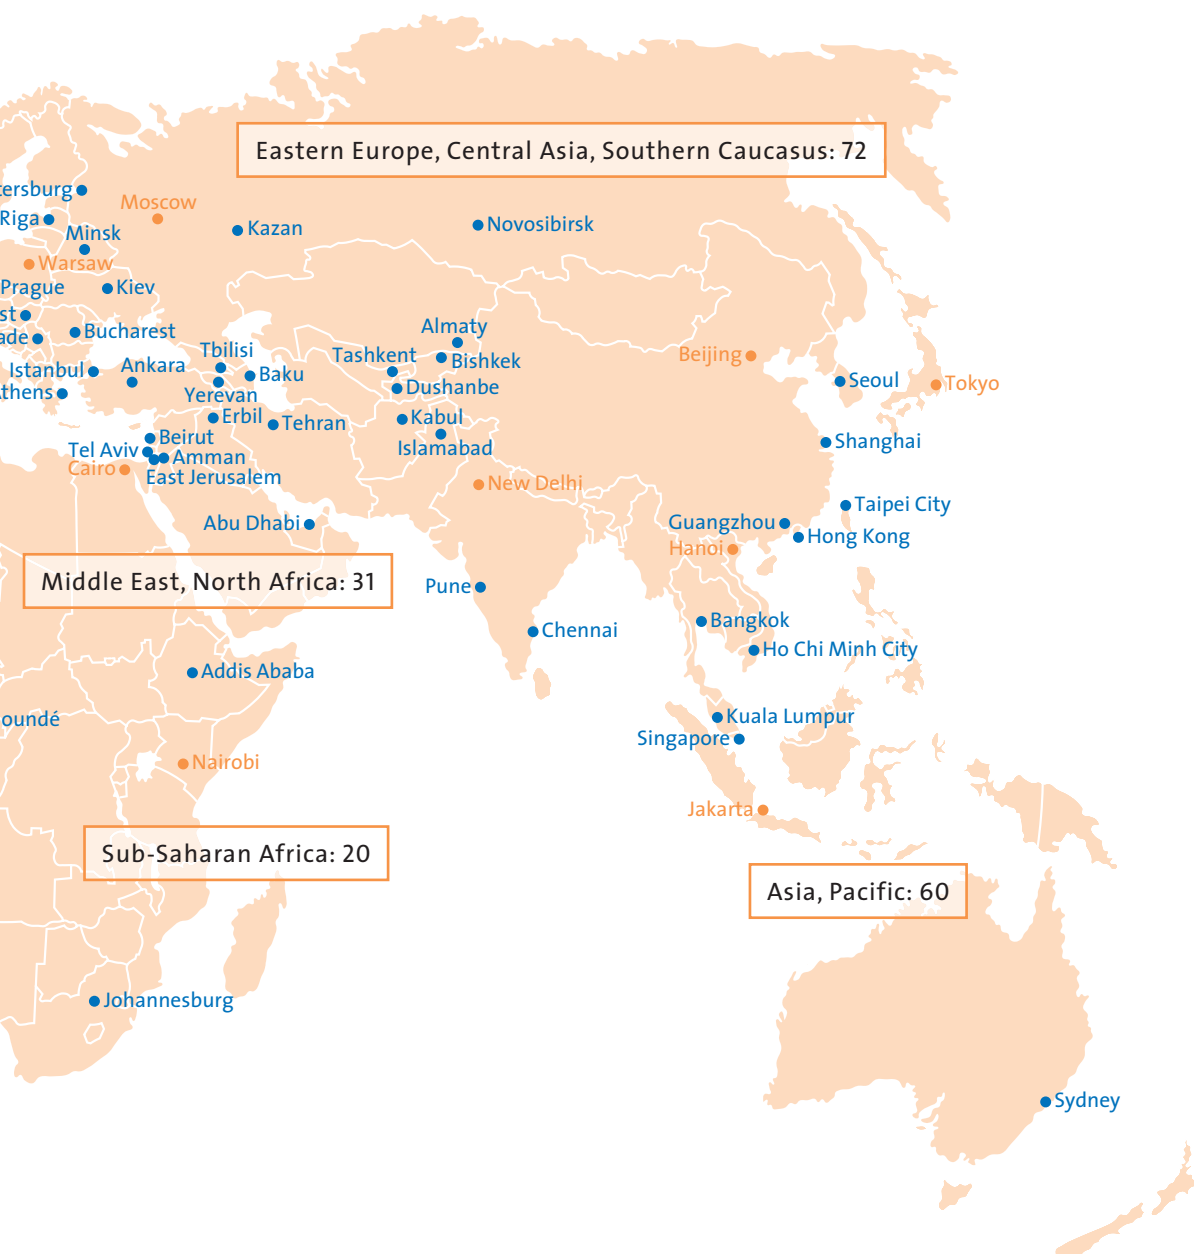 Eastern Europe, Central Asia, Southern Caucasus: 72
tersburg
Moscow
Riga
Minsk
Kazan
Novosibirsk
Warsaw
Prague
Kiev
st
ade
Bucharest
Almaty
Tbilisi
Tashkent
Bishkek
Beijing
Istanbul
Ankara
Baku
Dushanbe
Seoul
Tokyo
thens
Yerevan
Erbil
Tehran
Kabul
Beirut
Islamabad
Shanghai
Tel Aviv
Amman
Cairo
East Jerusalem
New Delhi
Taipei City
Abu Dhabi
Guangzhou
Hong Kong
Hanoi
Middle East, North Africa: 31
Pune
Chennai
Bangkok
Ho Chi Minh City
Addis Ababa
oundé
Kuala Lumpur
Singapore
Nairobi
Jakarta
Sub-Saharan Africa: 20
Asia, Pacific: 60
Johannesburg
Sydney